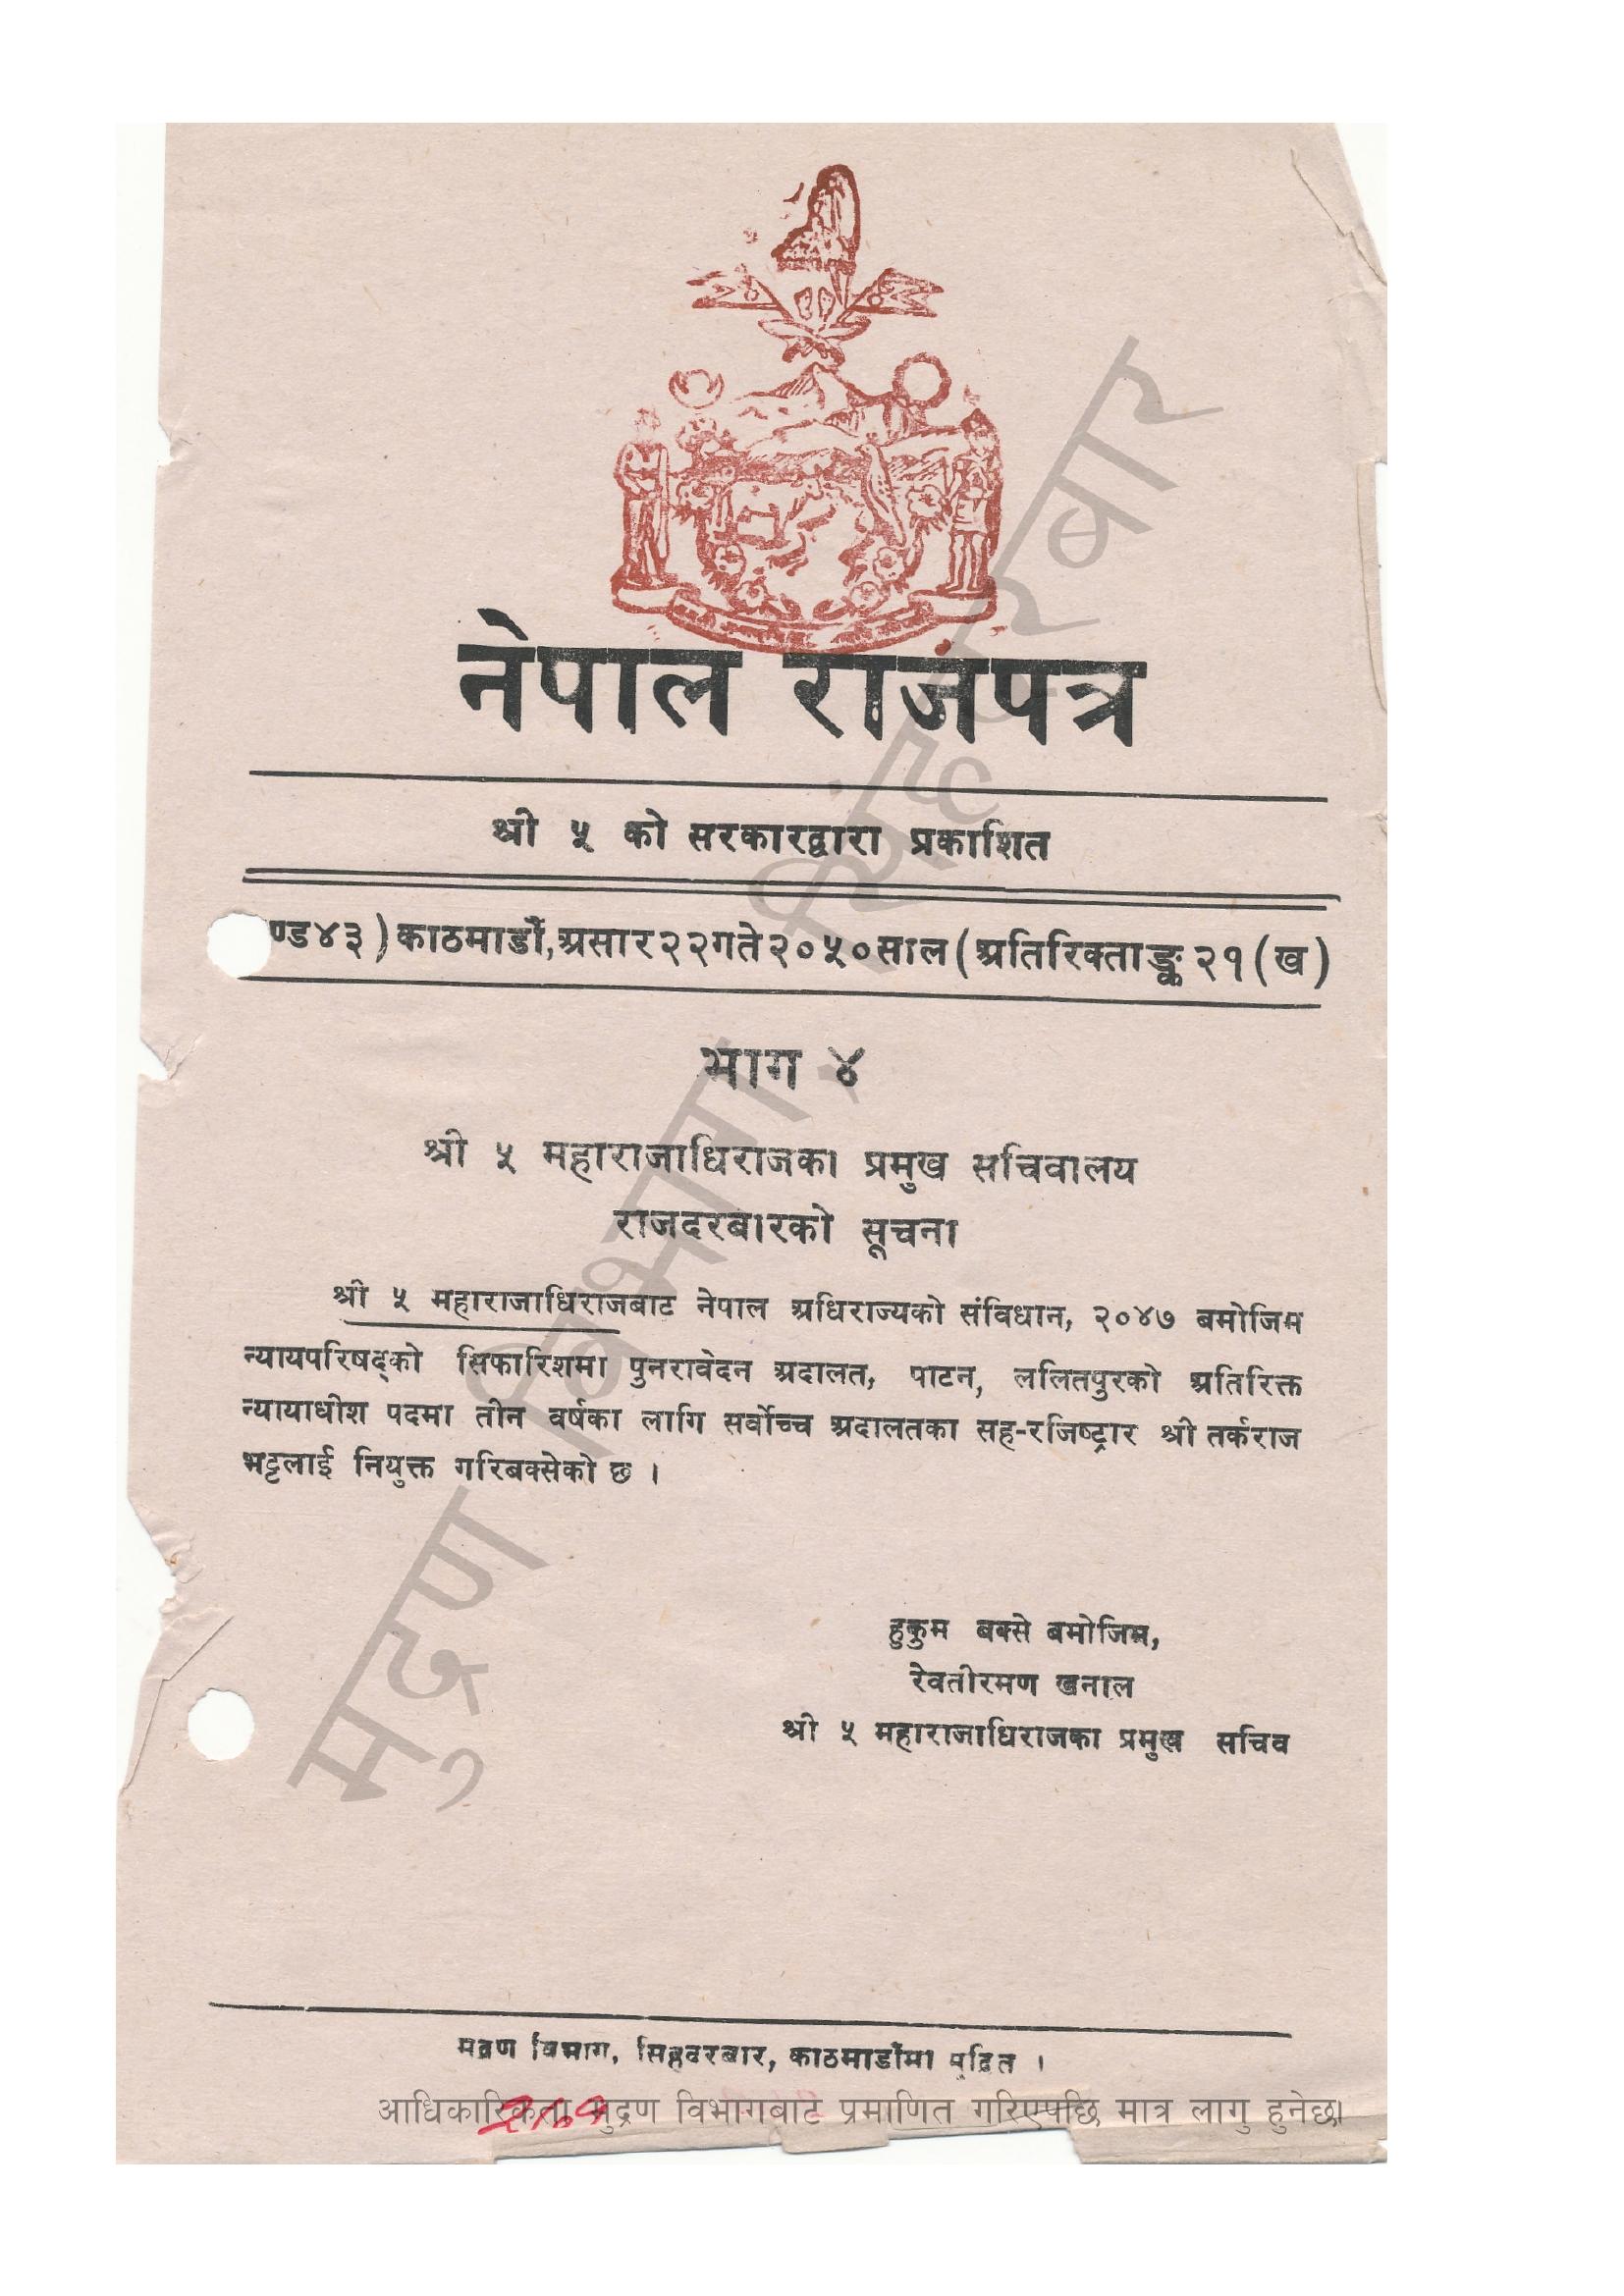 नेपाल राजपत्र
श्री ५ को सरकारद्वारा प्रकाशित
ण्ड ४३ ) काठमाडौं, असार २२ गते २०५० साल ( अतिरिक्ताङ्क २१ ( ख )
भाग ४
श्री ५ महाराजाधिराजका प्रमुख सचिवालय
राजदरबारको सूचना
श्री ५ महाराजाधिराजबाट नेपाल अधिराज्यको संविधान, २०४७ बमोजिम
न्यायपरिषद्को सिफारिशमा पुनरावेदन अदालत, पाटन, ललितपुरको अतिरिक्त
न्यायाधीश पदमा तीन वर्षका लागि सर्वोच्च अदालतका सह-रजिष्ट्रार श्री तर्कराज
भट्टलाई नियुक्त गरिबक्सेको छ ।
हुकुम बक्से बमोजिम,
रेवतीरमण खनाल
श्री ५ महाराजाधिराजका प्रमुख सचिव
मुद्रण विभाग, सिंहदरबार, काठमाडौंमा मुद्रित ।
आधिकारिकता मुद्रण विभागबाट प्रमाणित गरिएपछि मात्र लागु हुनेछ।
मुद्रण विभाग, सिंहदरबार